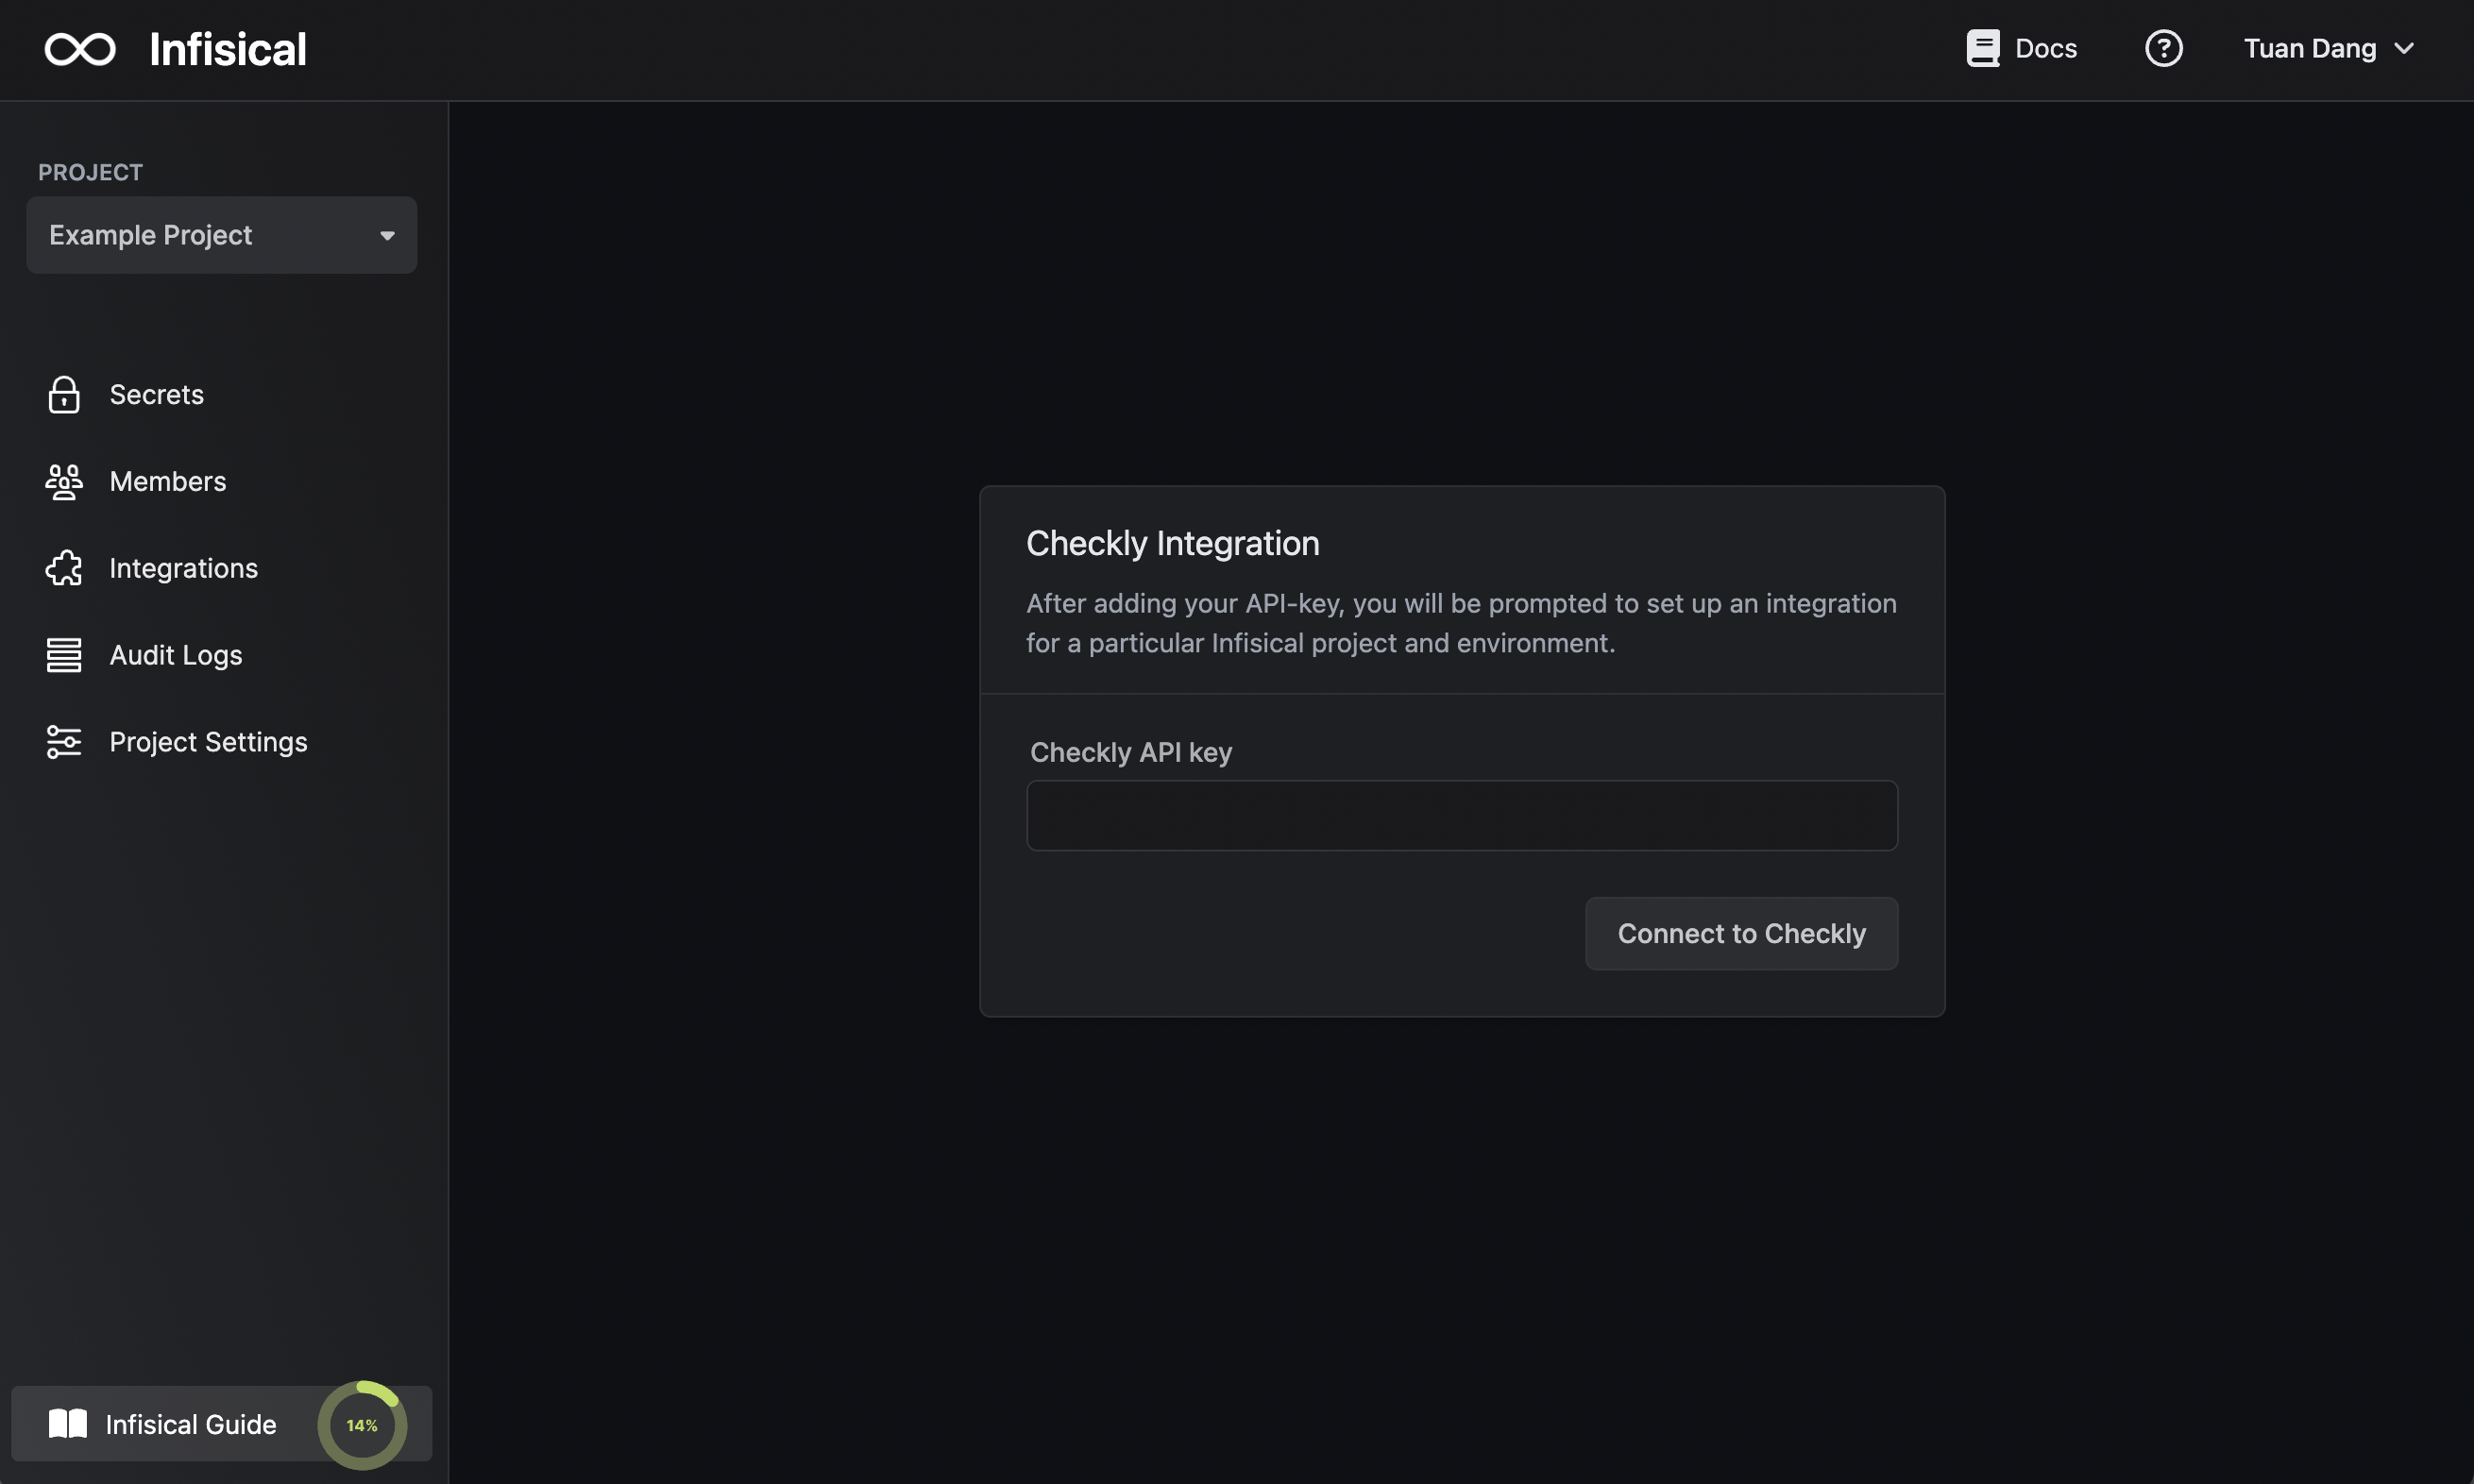 Infisical
Docs
Tuan Dang
PROJECT
Example Project
Secrets
Members
Integrations
Audit Logs
Project Settings
Checkly Integration
After adding your API-key, you will be prompted to set up an integration
for a particular Infisical project and environment.
Checkly API key
Connect to Checkly
Infisical Guide
14%